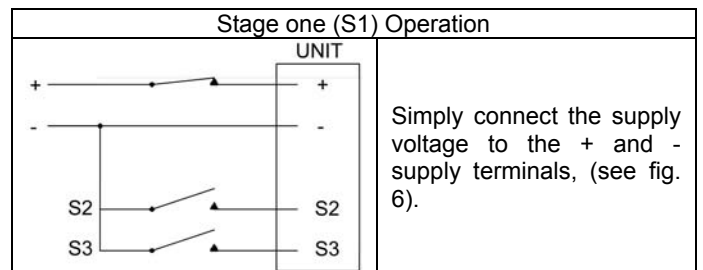 Stage one (S1) Operation
UNIT
+ +
- -
S2 S2
S3 S3
Simply connect the supply
voltage to the + and -
supply terminals, (see fig.
6).